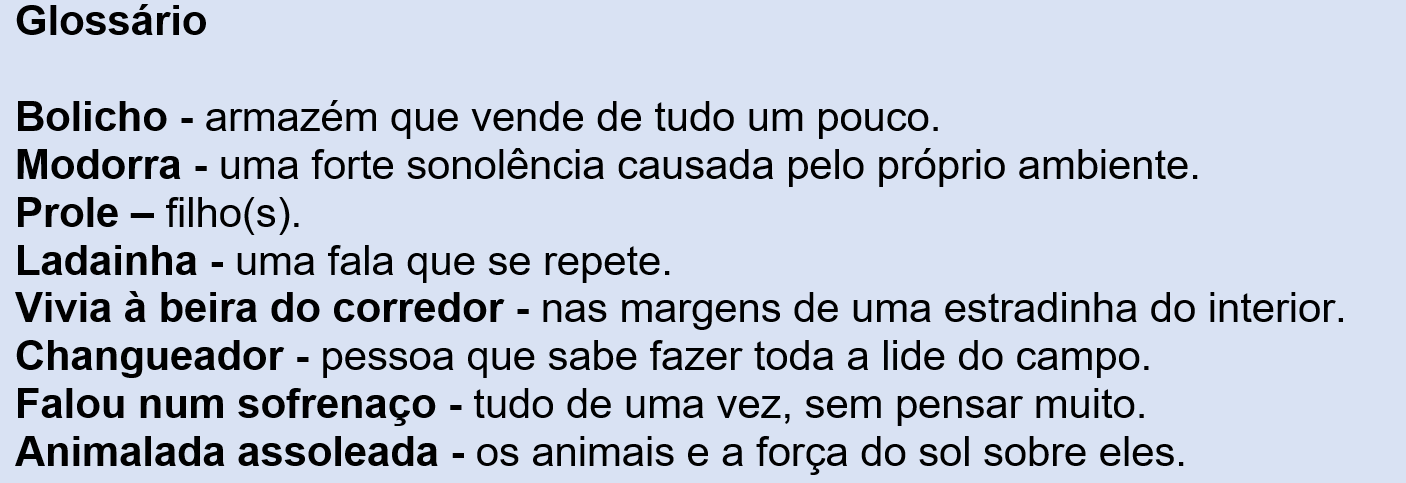 Glossário
Bolicho - armazém que vende de tudo um pouco.
Modorra - uma forte sonolência causada pelo próprio ambiente.
Prole – filho(s).
Ladainha - uma fala que se repete.
Vivia à beira do corredor - nas margens de uma estradinha do interior.
Changueador - pessoa que sabe fazer toda a lide do campo.
Falou num sofrenaço - tudo de uma vez, sem pensar muito.
Animalada assoleada - os animais e a força do sol sobre eles.